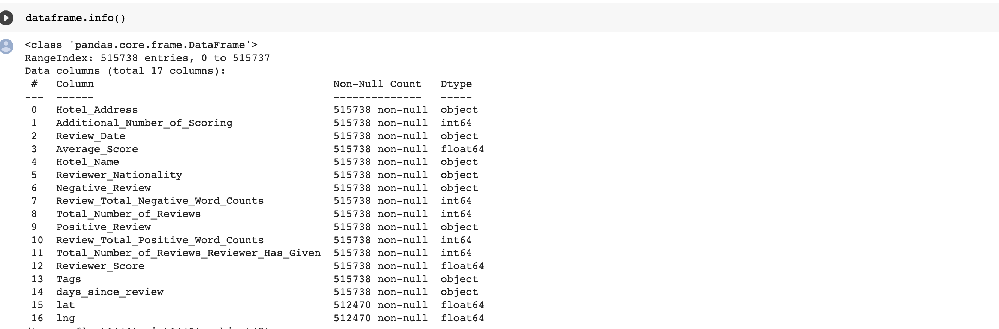 dataframe.info()
<class 'pandas.core.frame.DataFrame'>
RangeIndex: 515738 entries, 0 to 515737
Data columns (total 17 columns):
# Column Non-Null Count Dtype
--- ------ -------------- -----
0 Hotel_Address 515738 non-null object
1 Additional_Number_of_Scoring 515738 non-null int64
2 Review_Date 515738 non-null object
3 Average_Score 515738 non-null float64
4 Hotel_Name 515738 non-null object
5 Reviewer_Nationality 515738 non-null object
6 Negative_Review 515738 non-null object
7 Review_Total_Negative_Word_Counts 515738 non-null int64
8 Total_Number_of_Reviews 515738 non-null int64
9 Positive_Review 515738 non-null object
10 Review_Total_Positive_Word_Counts 515738 non-null int64
11 Total_Number_of_Reviews_Reviewer_Has_Given 515738 non-null int64
12 Reviewer_Score 515738 non-null float64
13 Tags 515738 non-null object
14 days_since_review 515738 non-null object
15 lat 512470 non-null float64
16 lng 512470 non-null float64